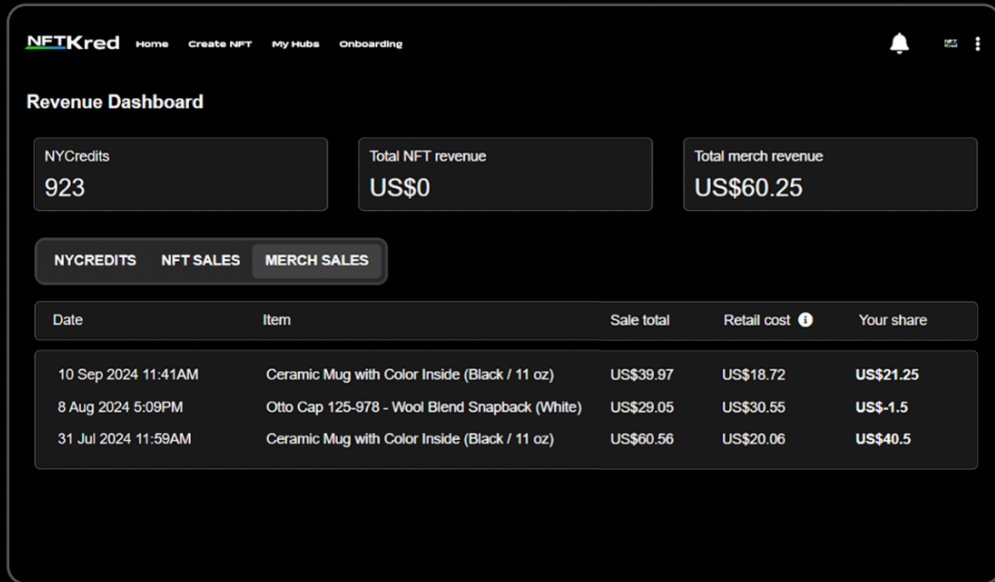 NFTKred Home Create NFT My Hubs Onboarding NFT Kred
Revenue Dashboard
NYCredits
923
Total NFT revenue
US$0
Total merch revenue
US$60.25
NYCREDITS NFT SALES MERCH SALES
Date Item Sale total Retail cost Your share
10 Sep 2024 11:41AM Ceramic Mug with Color Inside (Black / 11 oz) US$39.97 US$18.72 US$21.25
8 Aug 2024 5:09PM Otto Cap 125-978 - Wool Blend Snapback (White) US$29.05 US$30.55 US$-1.5
31 Jul 2024 11:59AM Ceramic Mug with Color Inside (Black / 11 oz) US$60.56 US$20.06 US$40.5